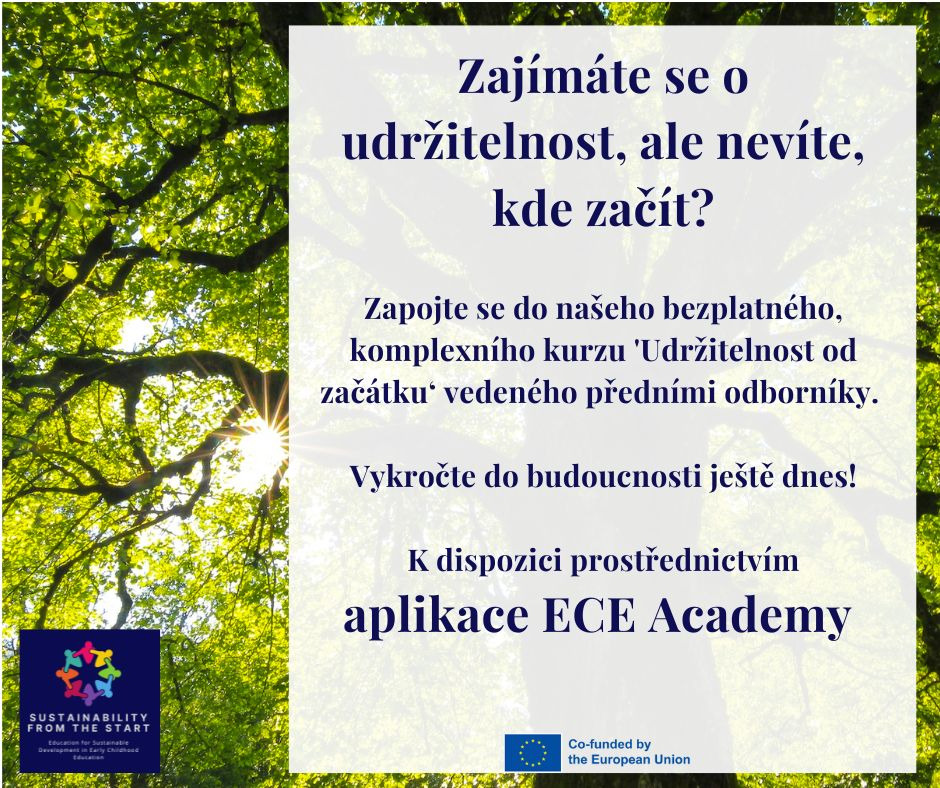 Zajímáte se o
udržitelnost, ale nevíte,
kde začít?
Zapojte se do našeho bezplatného,
komplexního kurzu 'Udržitelnost od
začátku‘ vedeného předními odborníky.
Vykročte do budoucnosti ještě dnes!
K dispozici prostřednictvím
aplikace ECE Academy
SUSTAINABILITY
FROM THE START
Education for Sustainable
Development in Early Childhood
Education
Co-funded by
the European Union